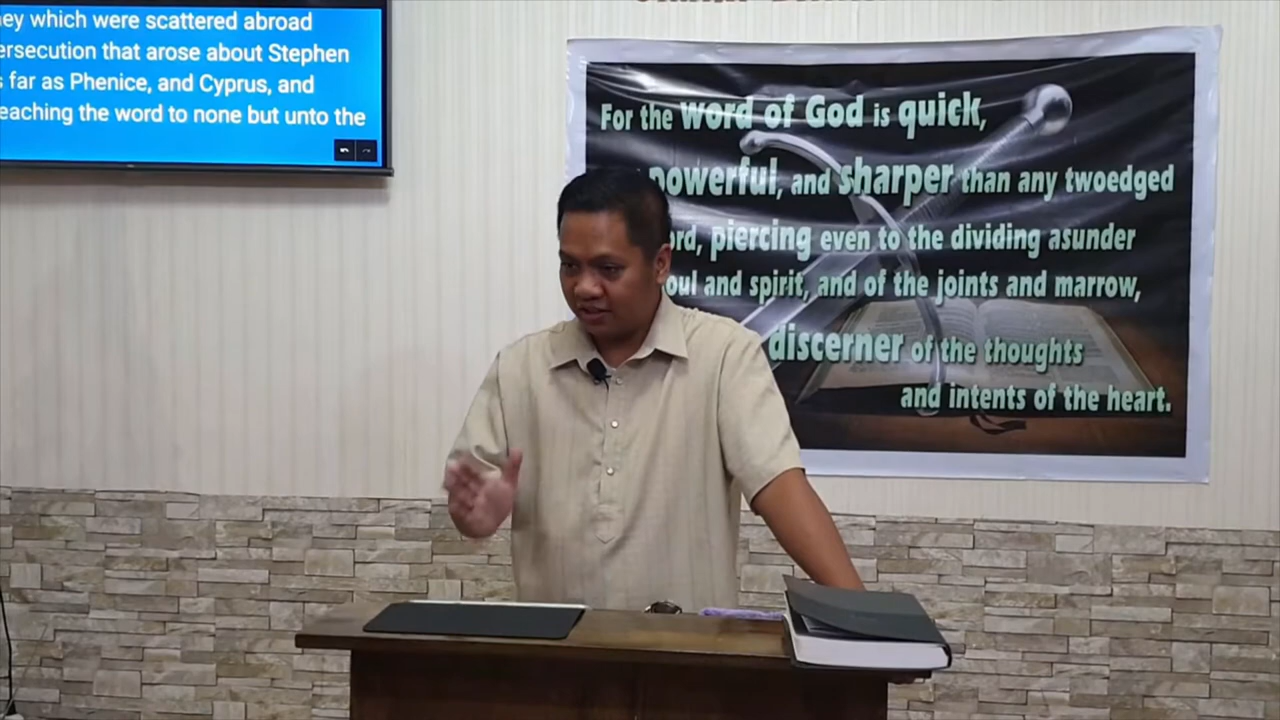 ey which were scattered abroad
ersecution that arose about Stephen
s far as Phenice, and Cyprus, and
eaching the word to none but unto the
For the word of God is quick,
powerful, and sharper than any twoedged
ord, piercing even to the dividing asunder
oul and spirit, and of the joints and marrow,
discerner of the thoughts
and intents of the heart.